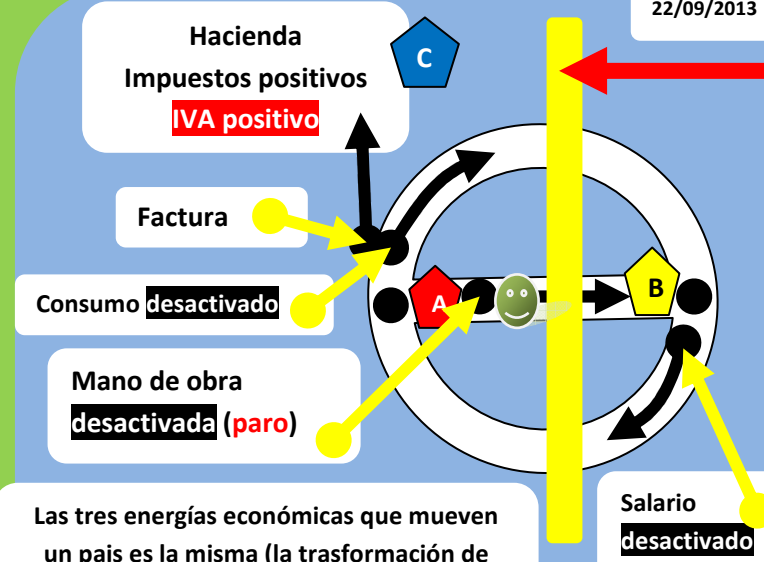 22/09/2013
Hacienda
Impuestos positivos
IVA positivo
C
Factura
Consumo desactivado
A
B
Mano de obra
desactivada (paro)
Las tres energías económicas que mueven
un pais es la misma (la trasformación de
Salario
desactivado